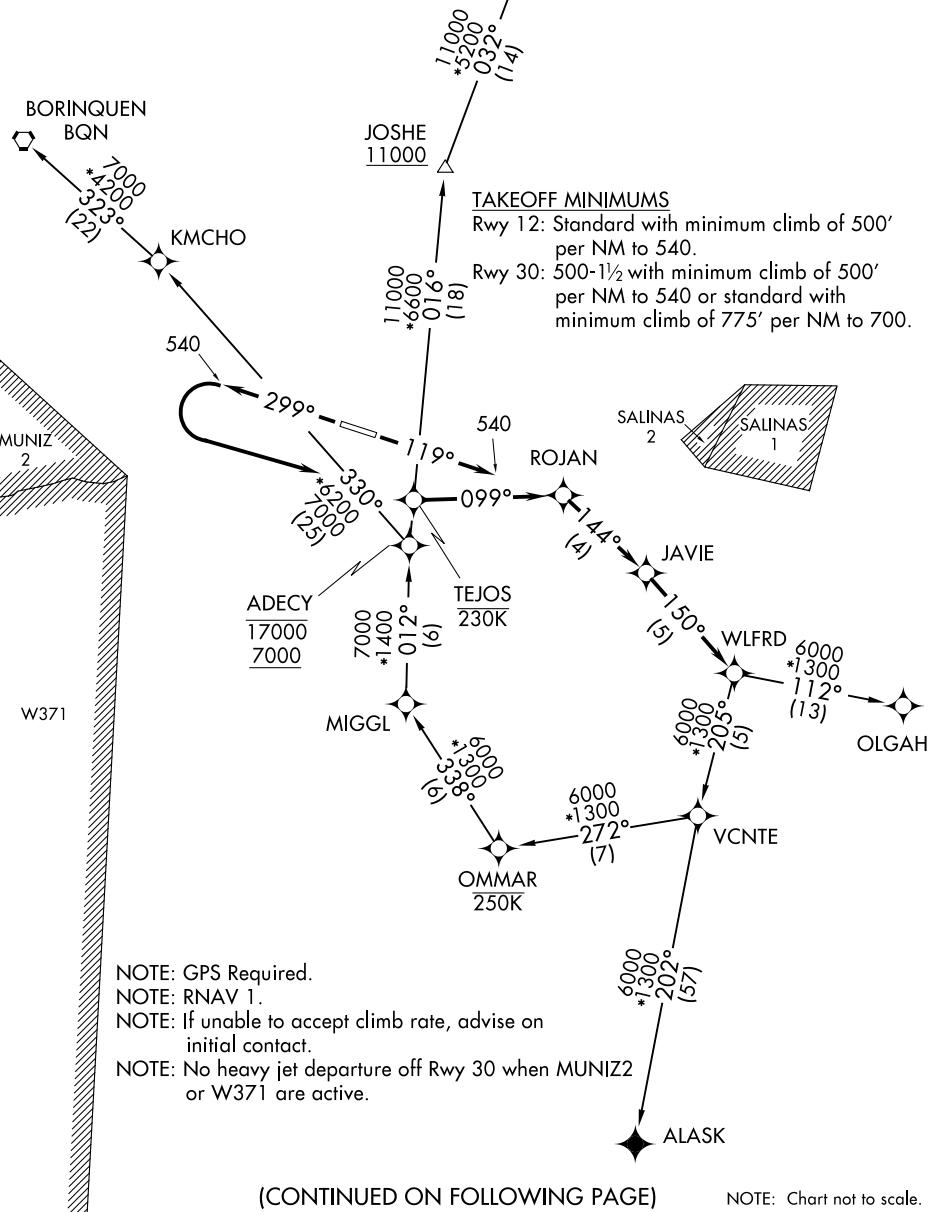 11000
*5200
032°
(14)
BORINQUEN
BQN
7000
*4200
323°
(22)
KMCHO
JOSHE
11000
TAKEOFF MINIMUMS
Rwy 12: Standard with minimum climb of 500'
per NM to 540.
Rwy 30: 500-1½ with minimum climb of 500'
per NM to 540 or standard with
minimum climb of 775' per NM to 700.
11000
*6600
016°
(18)
540
299°
119°
540
MUNIZ
2
SALINAS
2
SALINAS
1
330°
*6200
7000
(25)
099°
ROJAN
144°
(4)
JAVIE
ADECY
17000
7000
TEJOS
230K
7000
*1400
012°
(6)
150°
(5)
WLFRD
6000
*1300
112°
(13)
OLGAH
W371
MIGGL
6000
*1300
338°
(6)
6000
*1300
205°
(5)
6000
*1300
272°
(7)
VCNTE
OMMAR
250K
6000
*1300
202°
(57)
NOTE: GPS Required.
NOTE: RNAV 1.
NOTE: If unable to accept climb rate, advise on
initial contact.
NOTE: No heavy jet departure off Rwy 30 when MUNIZ2
or W371 are active.
ALASK
(CONTINUED ON FOLLOWING PAGE)
NOTE: Chart not to scale.